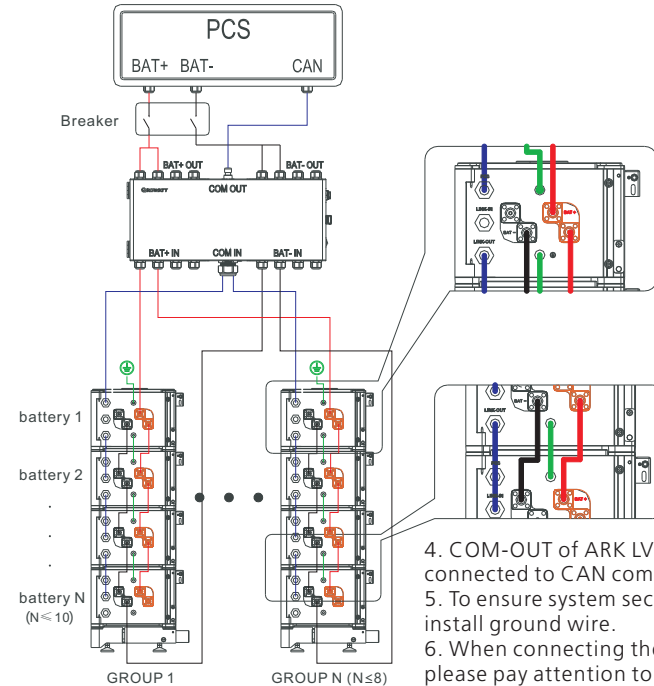 PCS
BAT+ BAT- CAN
Breaker
BAT+ OUT
BAT- OUT
COM OUT
GROWATT
BAT+ IN
COM IN
BAT- IN
LINK-IN
BAT+
BAT-
LINK-OUT
battery 1
battery 2
.
.
.
battery N
(N≤10)
GROUP 1
GROUP N (N≤8)
BAT-
LINK-OUT
BAT+
4. COM-OUT of ARK LV
connected to CAN com
5. To ensure system sec
install ground wire.
6. When connecting the
please pay attention to